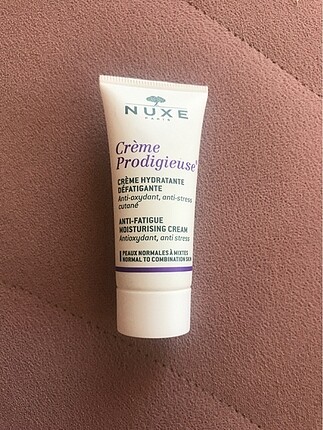 NUXE
PARIS
Crème
Prodigieuse
CRÈME HYDRATANTE
DÉFATIGANTE
Anti-oxydant, anti-stress
cutané
ANTI-FATIGUE
MOISTURISING CREAM
Antioxydant, anti stress
PEAUX NORMALES À MIXTES
NORMAL TO COMBINATION SKIN